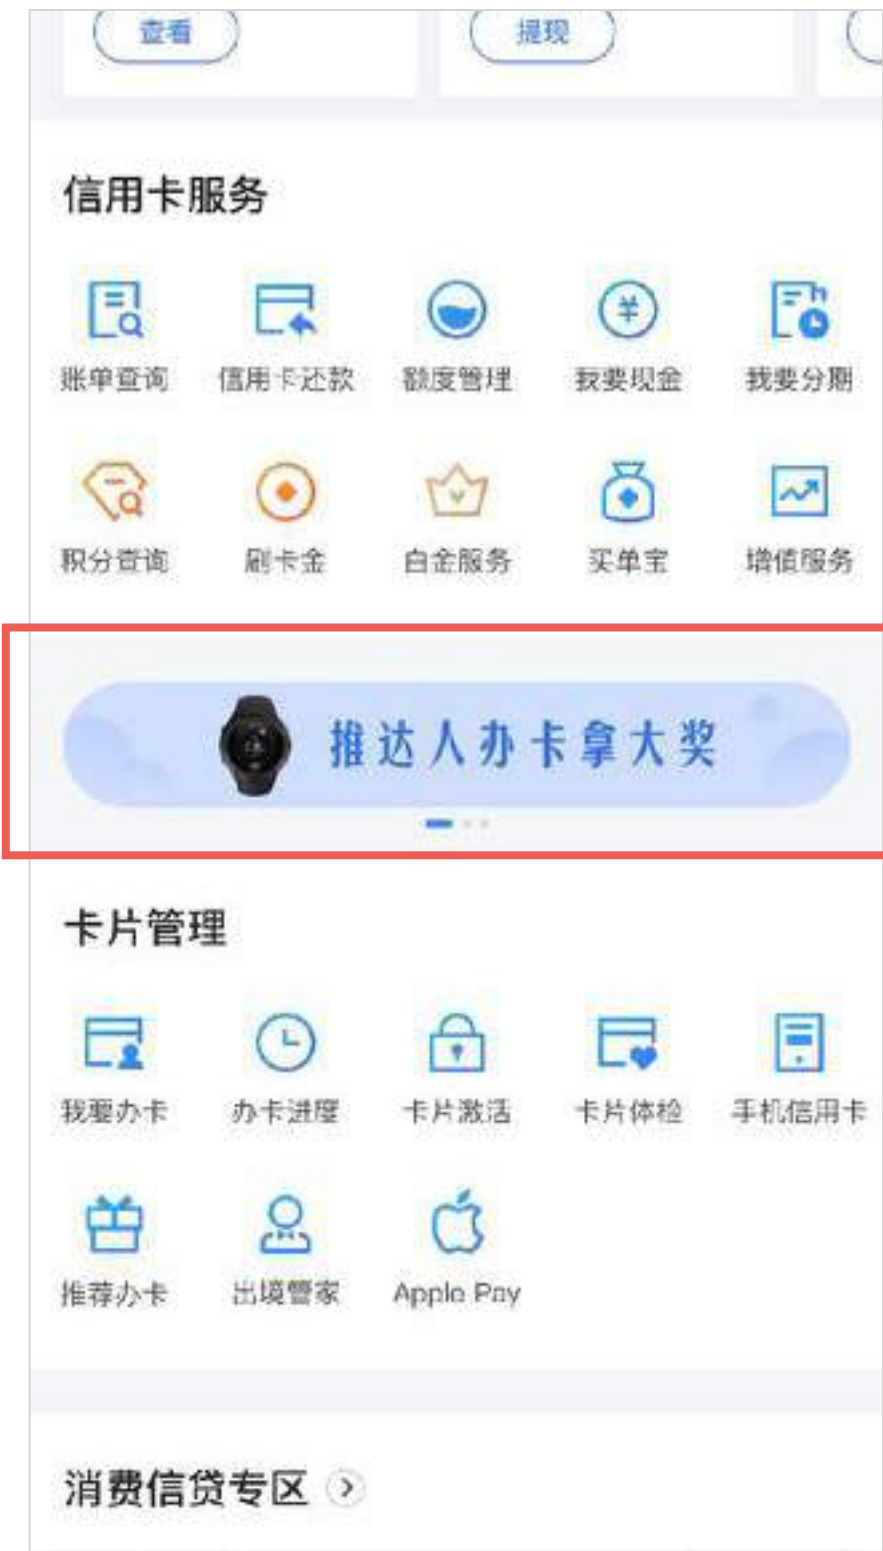 查看 提现
信用卡服务
账单查询 信用卡还款 额度管理 我要现金 我要分期
积分查询 刷卡金 白金服务 买单宝 增值服务
推达人办卡拿大奖
卡片管理
我要办卡 办卡进度 卡片激活 卡片体检 手机信用卡
推荐办卡 出境管家 Apple Pay
消费信贷专区